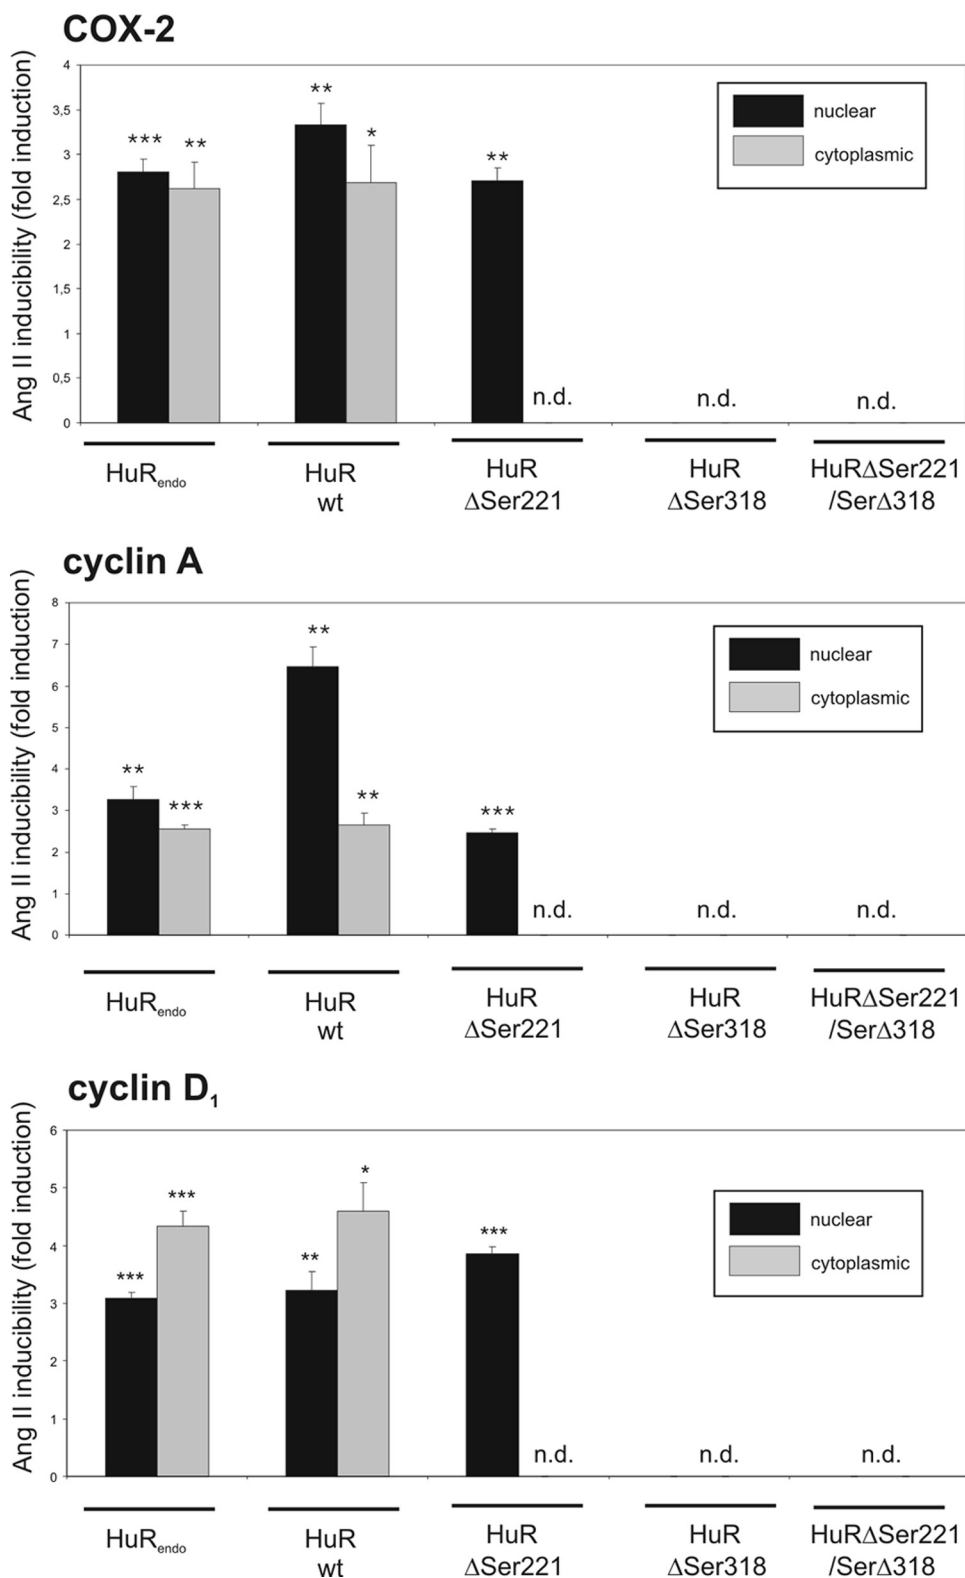 COX-2
Ang II inducibility (fold induction)
4
3,5
3
2,5
2
1,5
1
0,5
0
*** ** ** * **
n.d. n.d. n.d.
nuclear
cytoplasmic
HuRendo
HuR
wt
HuR
ΔSer221
HuR
ΔSer318
HuRΔSer221
/SerΔ318
cyclin A
Ang II inducibility (fold induction)
8
7
6
5
4
3
2
1
0
** *** ** ** ***
n.d. n.d. n.d.
nuclear
cytoplasmic
HuRendo
HuR
wt
HuR
ΔSer221
HuR
ΔSer318
HuRΔSer221
/SerΔ318
cyclin D1
Ang II inducibility (fold induction)
6
5
4
3
2
1
0
*** *** ** * ***
n.d. n.d. n.d.
nuclear
cytoplasmic
HuRendo
HuR
wt
HuR
ΔSer221
HuR
ΔSer318
HuRΔSer221
/SerΔ318